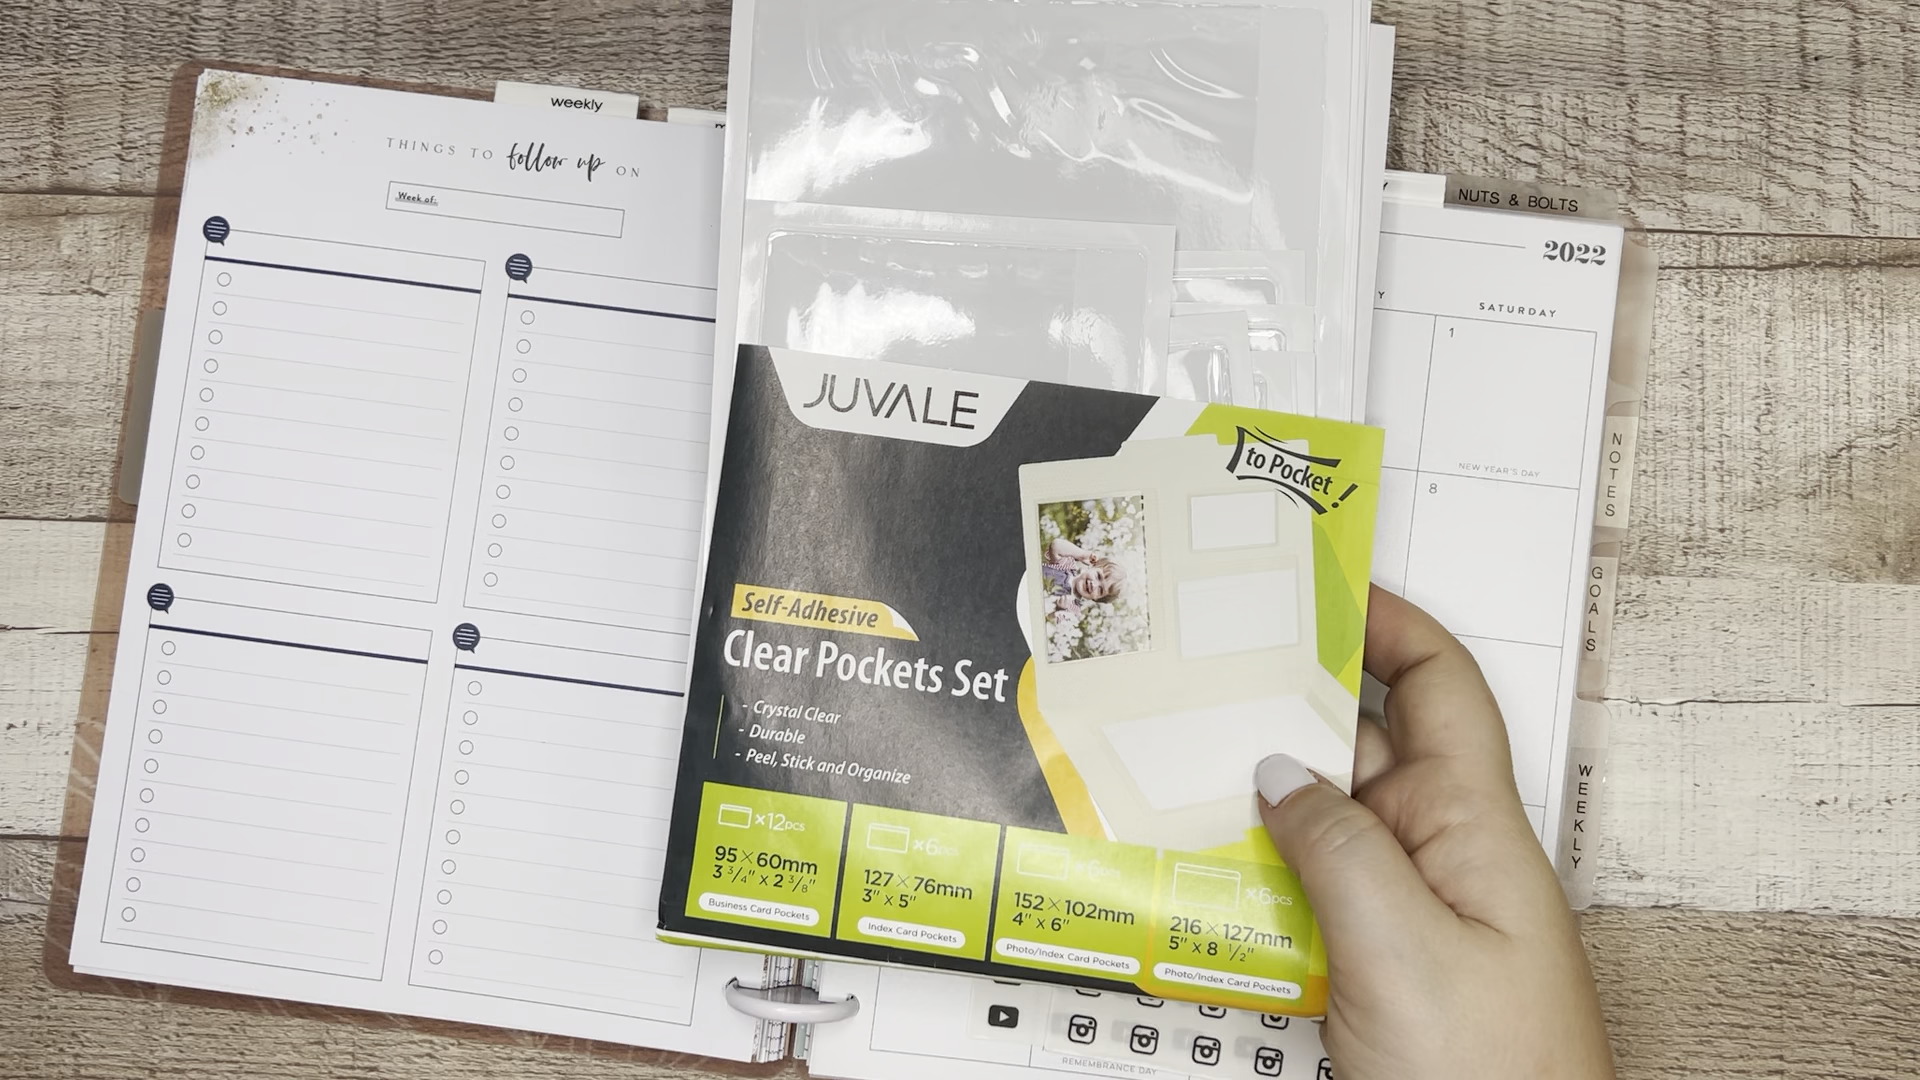 weekly
THINGS TO follow up ON
Week of:
NUTS & BOLTS
2022
Y
SATURDAY
1
NEW YEAR'S DAY
8
NOTES
GOALS
WEEKLY
JUVALE
to Pocket!
Self-Adhesive
Clear Pockets Set
- Crystal Clear
- Durable
- Peel, Stick and Organize
×12pcs
95×60mm
3 3/4" x 2 3/8"
Business Card Pockets
×6pcs
127×76mm
3" x 5"
Index Card Pockets
×6pcs
152×102mm
4" x 6"
Photo/Index Card Pockets
×6pcs
216×127mm
5" x 8 1/2"
Photo/Index Card Pockets
REMEMBRANCE DAY